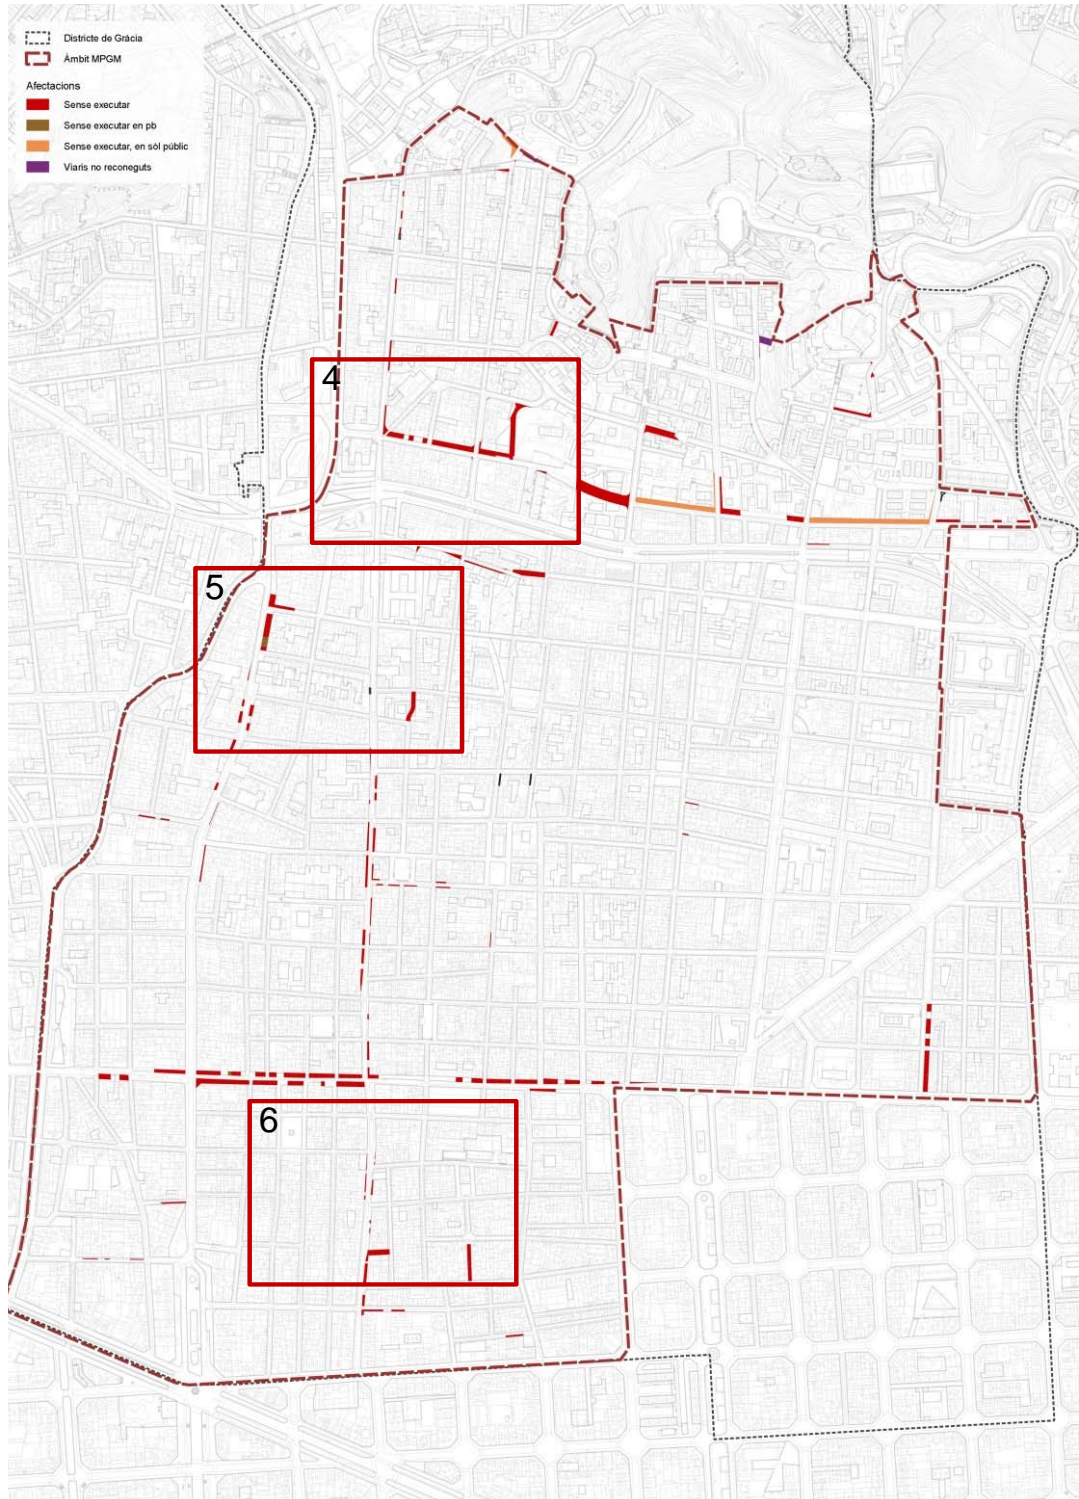 Districte de Gràcia
Àmbit MPGM
Afectacions
Sense executar
Sense executar en pb
Sense executar, en sòl públic
Viaris no reconeguts
4
5
6